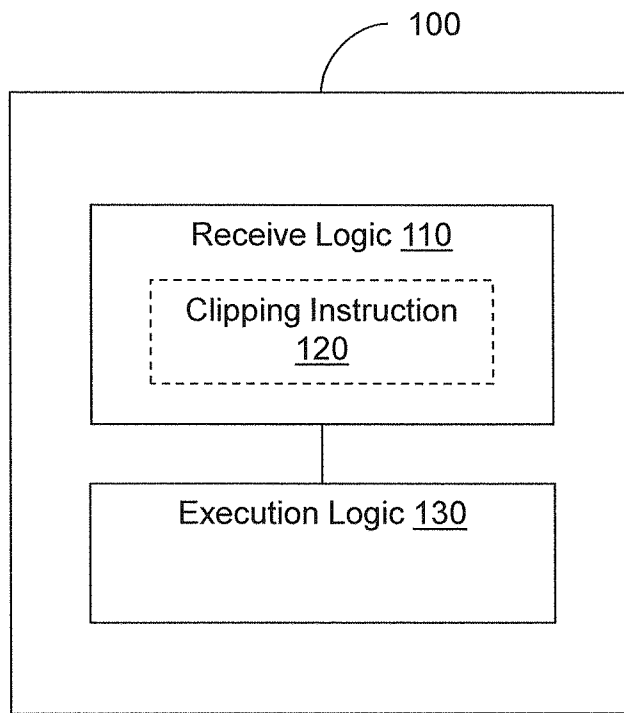 100
Receive Logic 110
Clipping Instruction
120
Execution Logic 130